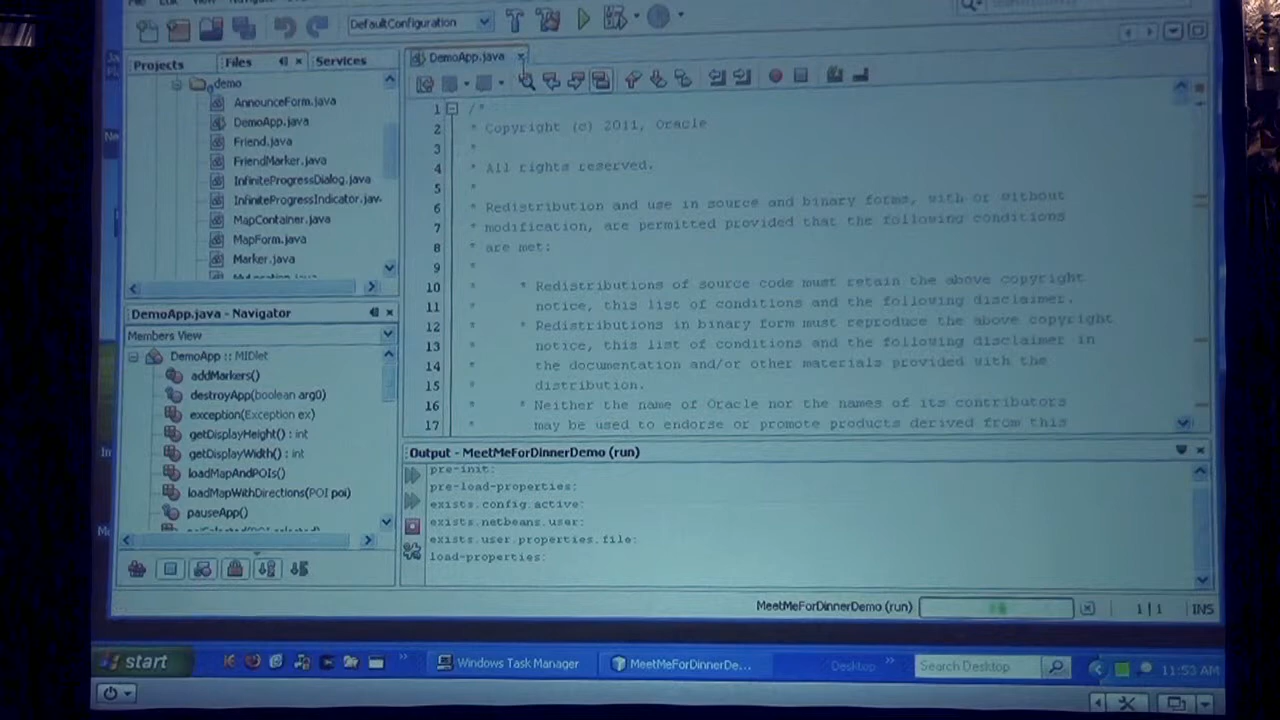 DefaultConfiguration
Projects
Files
Services
demo
AnnounceForm.java
DemoApp.java
Friend.java
FriendMarker.java
InfiniteProgressDialog.java
InfiniteProgressIndicator.jav
MapContainer.java
MapForm.java
Marker.java
DemoApp.java - Navigator
Members View
DemoApp :: MIDlet
addMarkers()
destroyApp(boolean arg0)
exception(Exception ex)
getDisplayHeight() : int
getDisplayWidth() : int
loadMapAndPOIs()
loadMapWithDirections(POI poi)
pauseApp()
DemoApp.java
1 /*
2 * Copyright (c) 2011, Oracle
3 *
4 * All rights reserved.
5 *
6 * Redistribution and use in source and binary forms, with or without
7 * modification, are permitted provided that the following conditions
8 * are met:
9 *
10 * * Redistributions of source code must retain the above copyright
11 * notice, this list of conditions and the following disclaimer.
12 * * Redistributions in binary form must reproduce the above copyright
13 * notice, this list of conditions and the following disclaimer in
14 * the documentation and/or other materials provided with the
15 * distribution.
16 * * Neither the name of Oracle nor the names of its contributors
17 * may be used to endorse or promote products derived from this
Output - MeetMeForDinnerDemo (run)
pre-init:
pre-load-properties:
exists.config.active:
exists.netbeans.user:
exists.user.properties.file:
load-properties:
MeetMeForDinnerDemo (run)
1|1
INS
start
Windows Task Manager
MeetMeForDinnerDe...
Desktop
Search Desktop
11:53 AM